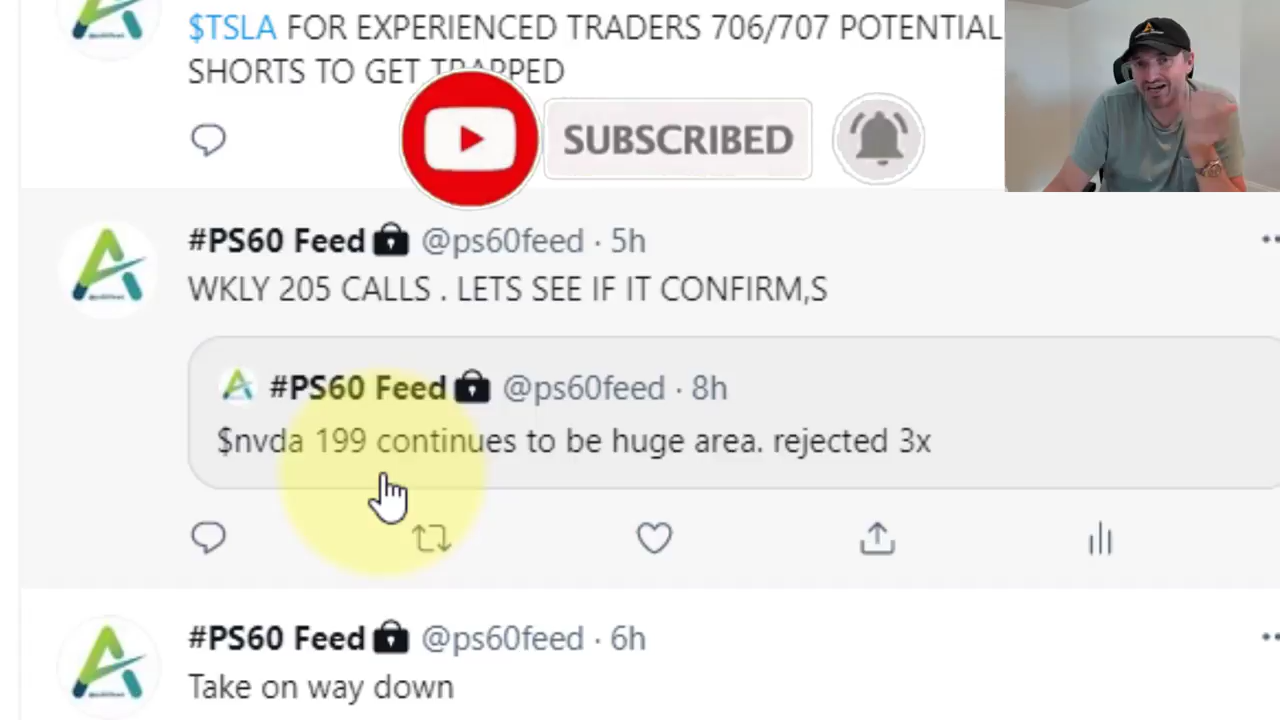 $TSLA FOR EXPERIENCED TRADERS 706/707 POTENTIAL
SHORTS TO GET TRAPPED
SUBSCRIBED
#PS60 Feed @ps60feed · 5h
WKLY 205 CALLS . LETS SEE IF IT CONFIRM,S
#PS60 Feed @ps60feed · 8h
$nvda 199 continues to be huge area. rejected 3x
#PS60 Feed @ps60feed · 6h
Take on way down